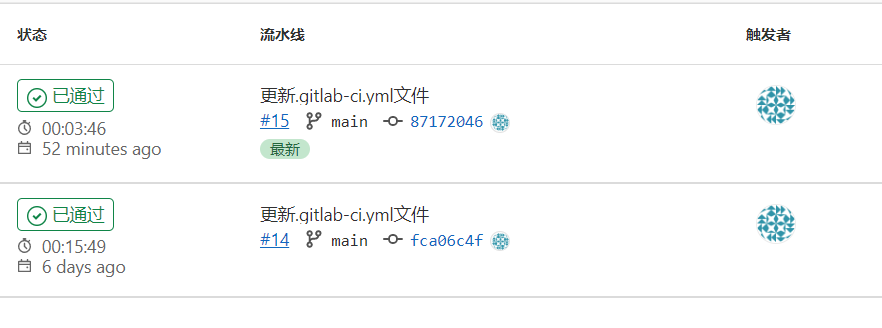 状态 流水线 触发者
已通过 更新.gitlab-ci.yml文件
00:03:46 #15 main 87172046
52 minutes ago 最新
已通过 更新.gitlab-ci.yml文件
00:15:49 #14 main fca06c4f
6 days ago